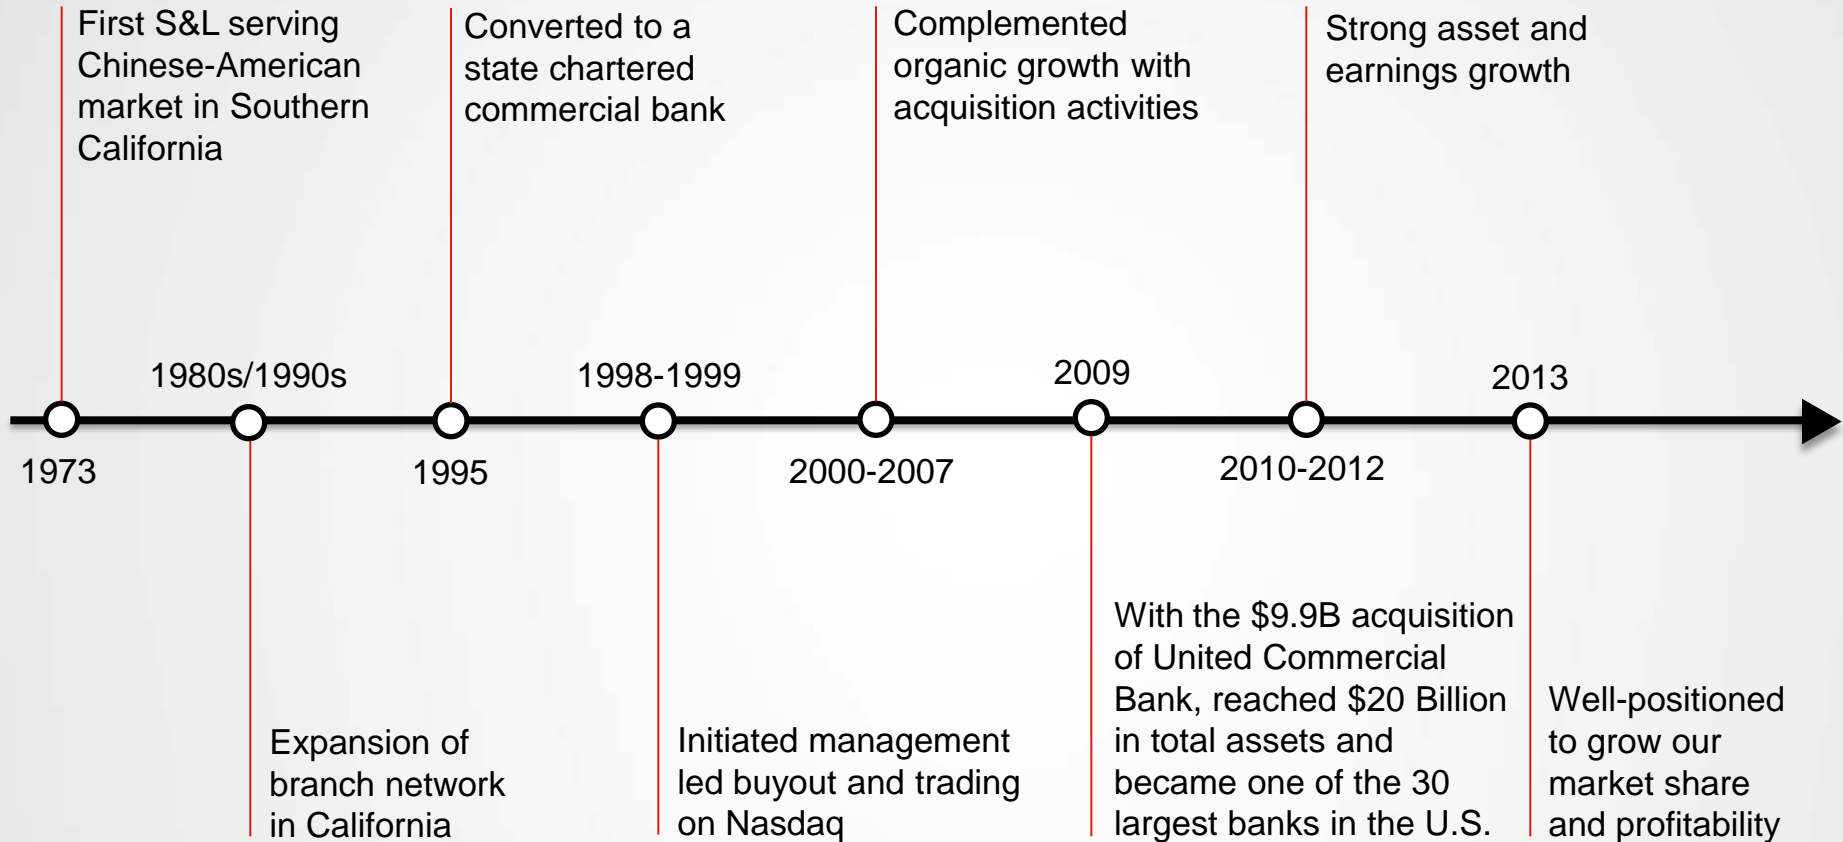 First S&L serving
Chinese-American
market in Southern
California
Converted to a
state chartered
commercial bank
Complemented
organic growth with
acquisition activities
Strong asset and
earnings growth
1980s/1990s
1998-1999
2009
2013
1973
1995
2000-2007
2010-2012
Expansion of
branch network
in California
Initiated management
led buyout and trading
on Nasdaq
With the $9.9B acquisition
of United Commercial
Bank, reached $20 Billion
in total assets and
became one of the 30
largest banks in the U.S.
Well-positioned
to grow our
market share
and profitability